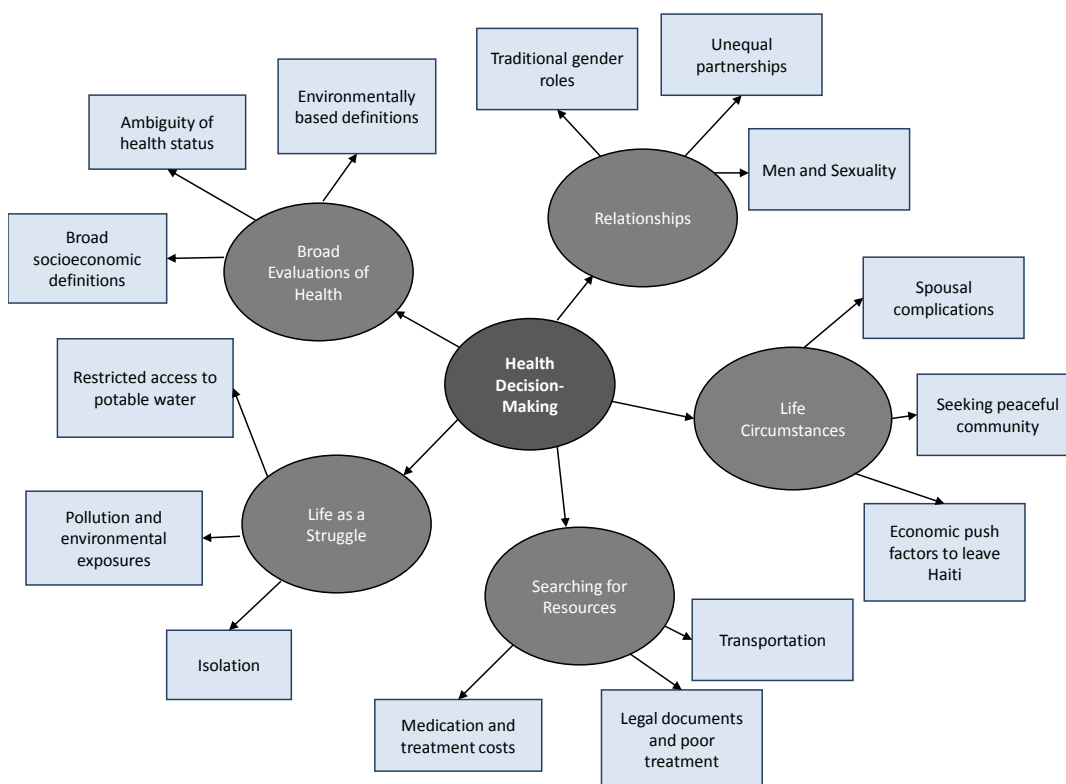 Traditional gender
roles
Unequal
partnerships
Men and Sexuality
Relationships
Ambiguity of
health status
Environmentally
based definitions
Broad
socioeconomic
definitions
Broad
Evaluations of
Health
Health
Decision-
Making
Spousal
complications
Seeking peaceful
community
Economic push
factors to leave
Haiti
Life
Circumstances
Restricted access to
potable water
Pollution and
environmental
exposures
Isolation
Life as a
Struggle
Searching for
Resources
Transportation
Medication and
treatment costs
Legal documents
and poor
treatment